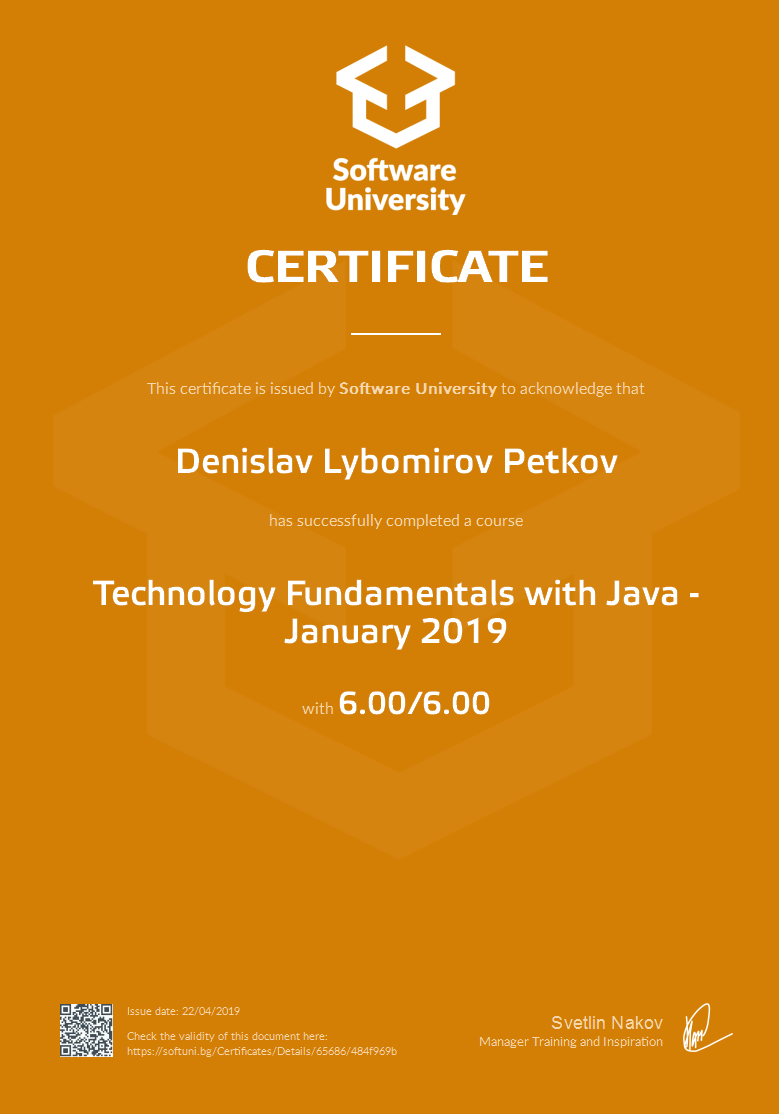 Software
University
CERTIFICATE
This certificate is issued by Software University to acknowledge that
Denislav Lybomirov Petkov
has successfully completed a course
Technology Fundamentals with Java -
January 2019
with 6.00/6.00
Issue date: 22/04/2019
Check the validity of this document here:
https://softuni.bg/Certificates/Details/65686/484f969b
Svetlin Nakov
Manager Training and Inspiration